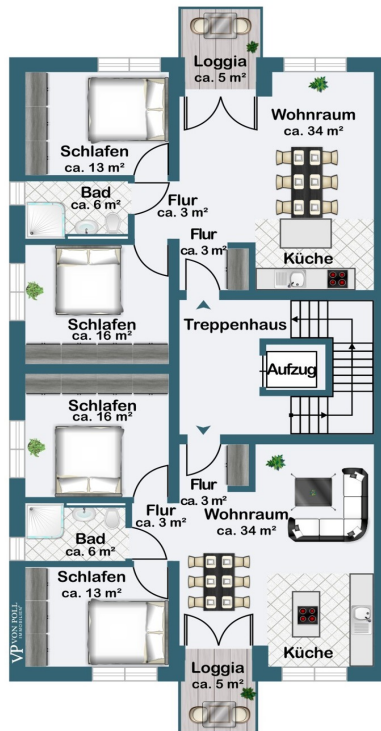 Loggia
ca. 5 m²
Wohnraum
ca. 34 m²
Schlafen
ca. 13 m²
Bad
ca. 6 m²
Flur
ca. 3 m²
Flur
ca. 3 m²
Küche
Schlafen
ca. 16 m²
Treppenhaus
Aufzug
Schlafen
ca. 16 m²
Flur
ca. 3 m²
Flur
ca. 3 m²
Wohnraum
ca. 34 m²
Bad
ca. 6 m²
Schlafen
ca. 13 m²
Küche
Loggia
ca. 5 m²
VP VON POLL
IMMOBILIEN